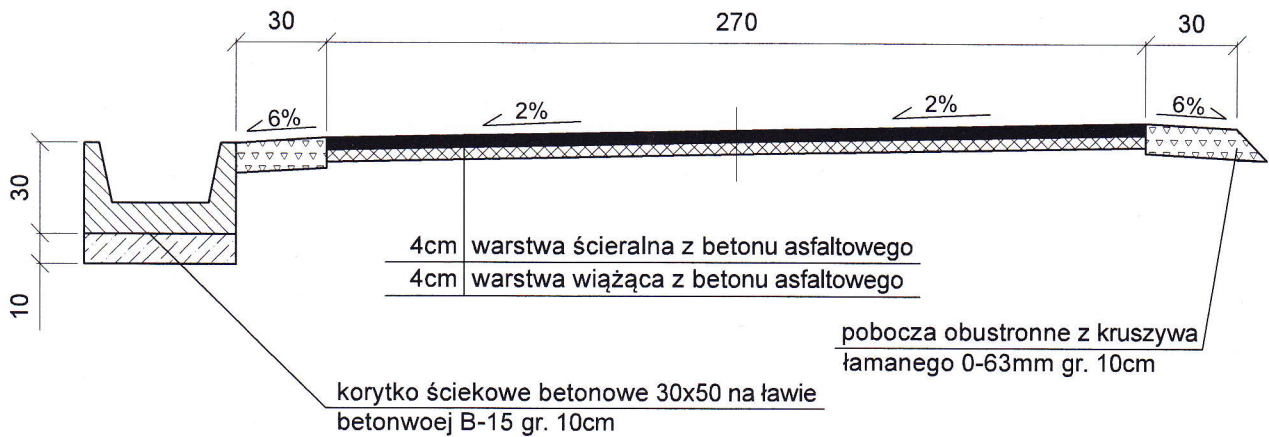 30
270
30
6%
2%
2%
6%
30
10
4cm warstwa ścieralna z betonu asfaltowego
4cm warstwa wiążąca z betonu asfaltowego
pobocza obustronne z kruszywa
łamanego 0-63mm gr. 10cm
korytko ściekowe betonowe 30x50 na ławie
betonwoej B-15 gr. 10cm